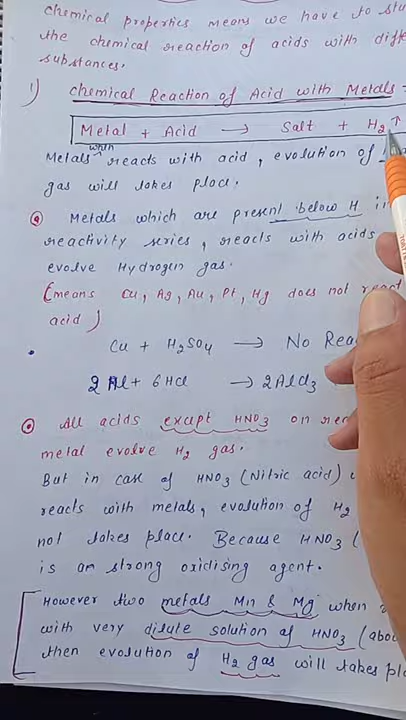 chemical properties means we have to stu
the chemical reaction of acids with diffe
substances.
1) chemical Reaction of Acid with Metals -
Metal + Acid ⟶ Salt + H₂↑
Metals when reacts with acid, evolution of
gas will takes place.
Metals which are present below H in
reactivity series, reacts with acids
evolve Hydrogen gas.
(means Cu, Ag, Au, Pt, Hg does not react
acid)
Cu + H₂SO₄ ⟶ No Rea
2Al + 6HCl ⟶ 2AlCl₃
All acids except HNO₃ on rea
metal evolve H₂ gas.
But in case of HNO₃ (Nitric acid)
reacts with metals, evolution of H₂
not takes place. Because HNO₃ (
is an strong oxidising agent.
However two metals Mn & Mg when
with very dilute solution of HNO₃ (abo
then evolution of H₂ gas will takes pla